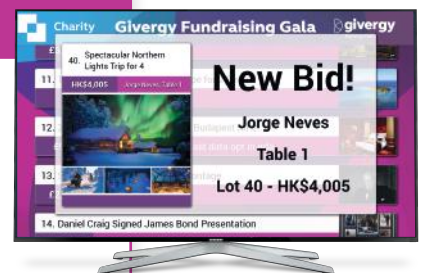 Charity Givergy Fundraising Gala givergy
40. Spectacular Northern
Lights Trip for 4
HK$4,005 Jorge Neves, Table 1
New Bid!
Jorge Neves
Table 1
Lot 40 - HK$4,005
11.
12. Budapest
13.
14. Daniel Craig Signed James Bond Presentation